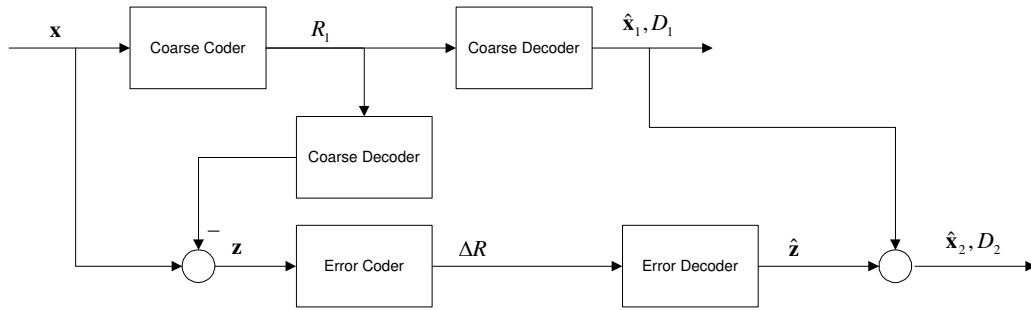 x
Coarse Coder
R₁
Coarse Decoder
x̂₁, D₁
Coarse Decoder
−
z
Error Coder
ΔR
Error Decoder
ẑ
x̂₂, D₂